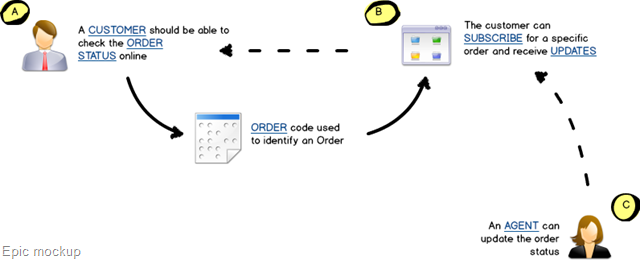 A
A CUSTOMER should be able to
check the ORDER
STATUS online
B
The customer can
SUBSCRIBE for a specific
order and receive UPDATES
ORDER code used
to identify an Order
C
An AGENT can
update the order
status
Epic mockup